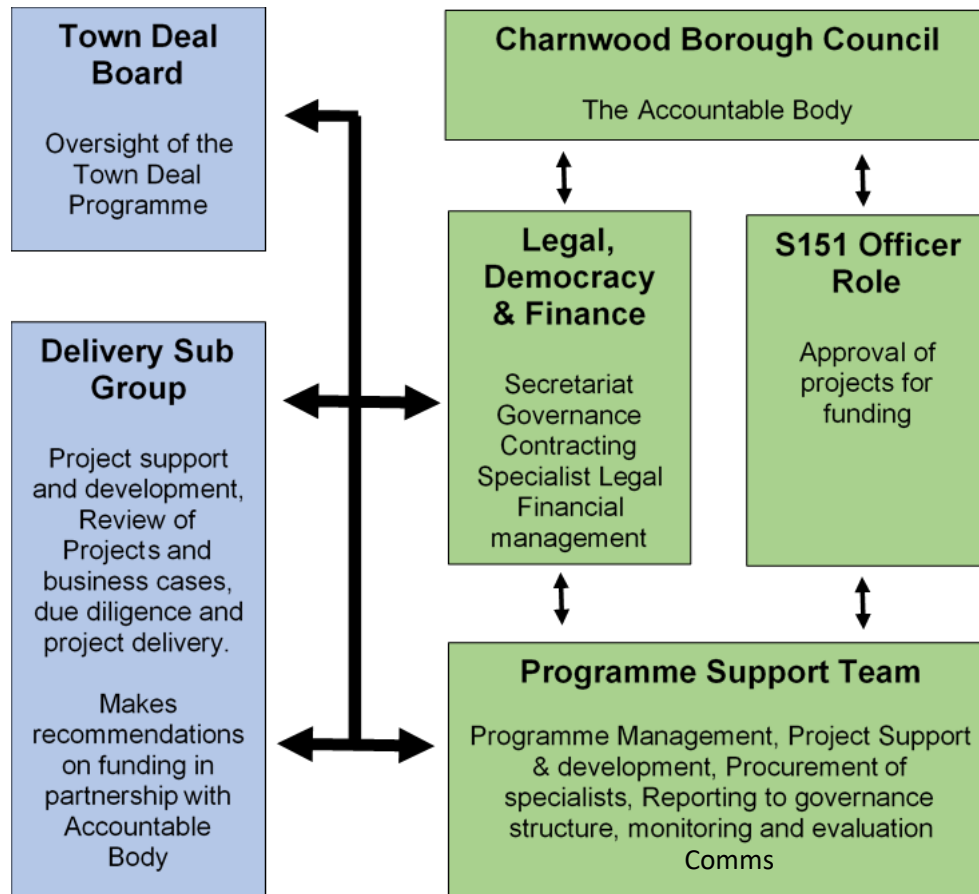 Town Deal
Board
Oversight of the
Town Deal
Programme
Charnwood Borough Council
The Accountable Body
Legal,
Democracy
& Finance
Secretariat
Governance
Contracting
Specialist Legal
Financial
management
S151 Officer
Role
Approval of
projects for
funding
Delivery Sub
Group
Project support
and development,
Review of
Projects and
business cases,
due diligence and
project delivery.
Makes
recommendations
on funding in
partnership with
Accountable
Body
Programme Support Team
Programme Management, Project Support
& development, Procurement of
specialists, Reporting to governance
structure, monitoring and evaluation
Comms